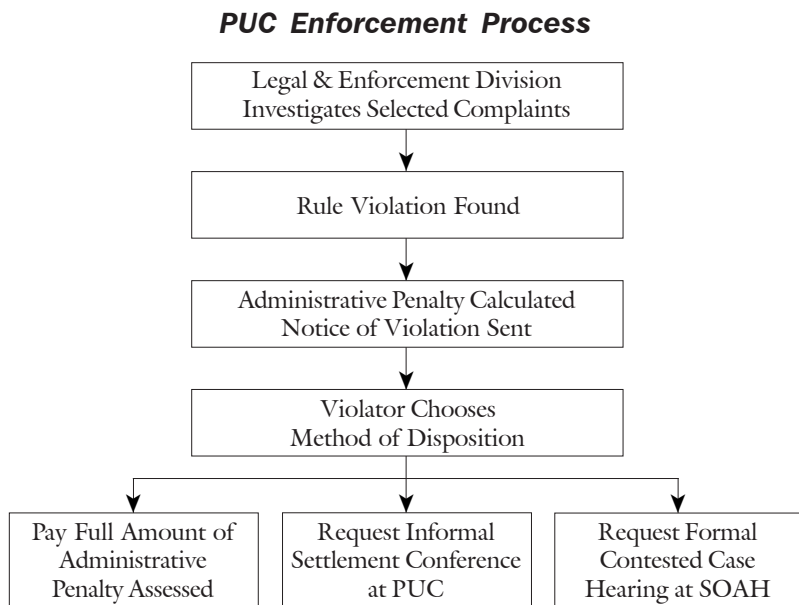 PUC Enforcement Process
Legal & Enforcement Division
Investigates Selected Complaints
Rule Violation Found
Administrative Penalty Calculated
Notice of Violation Sent
Violator Chooses
Method of Disposition
Pay Full Amount of
Administrative
Penalty Assessed
Request Informal
Settlement Conference
at PUC
Request Formal
Contested Case
Hearing at SOAH